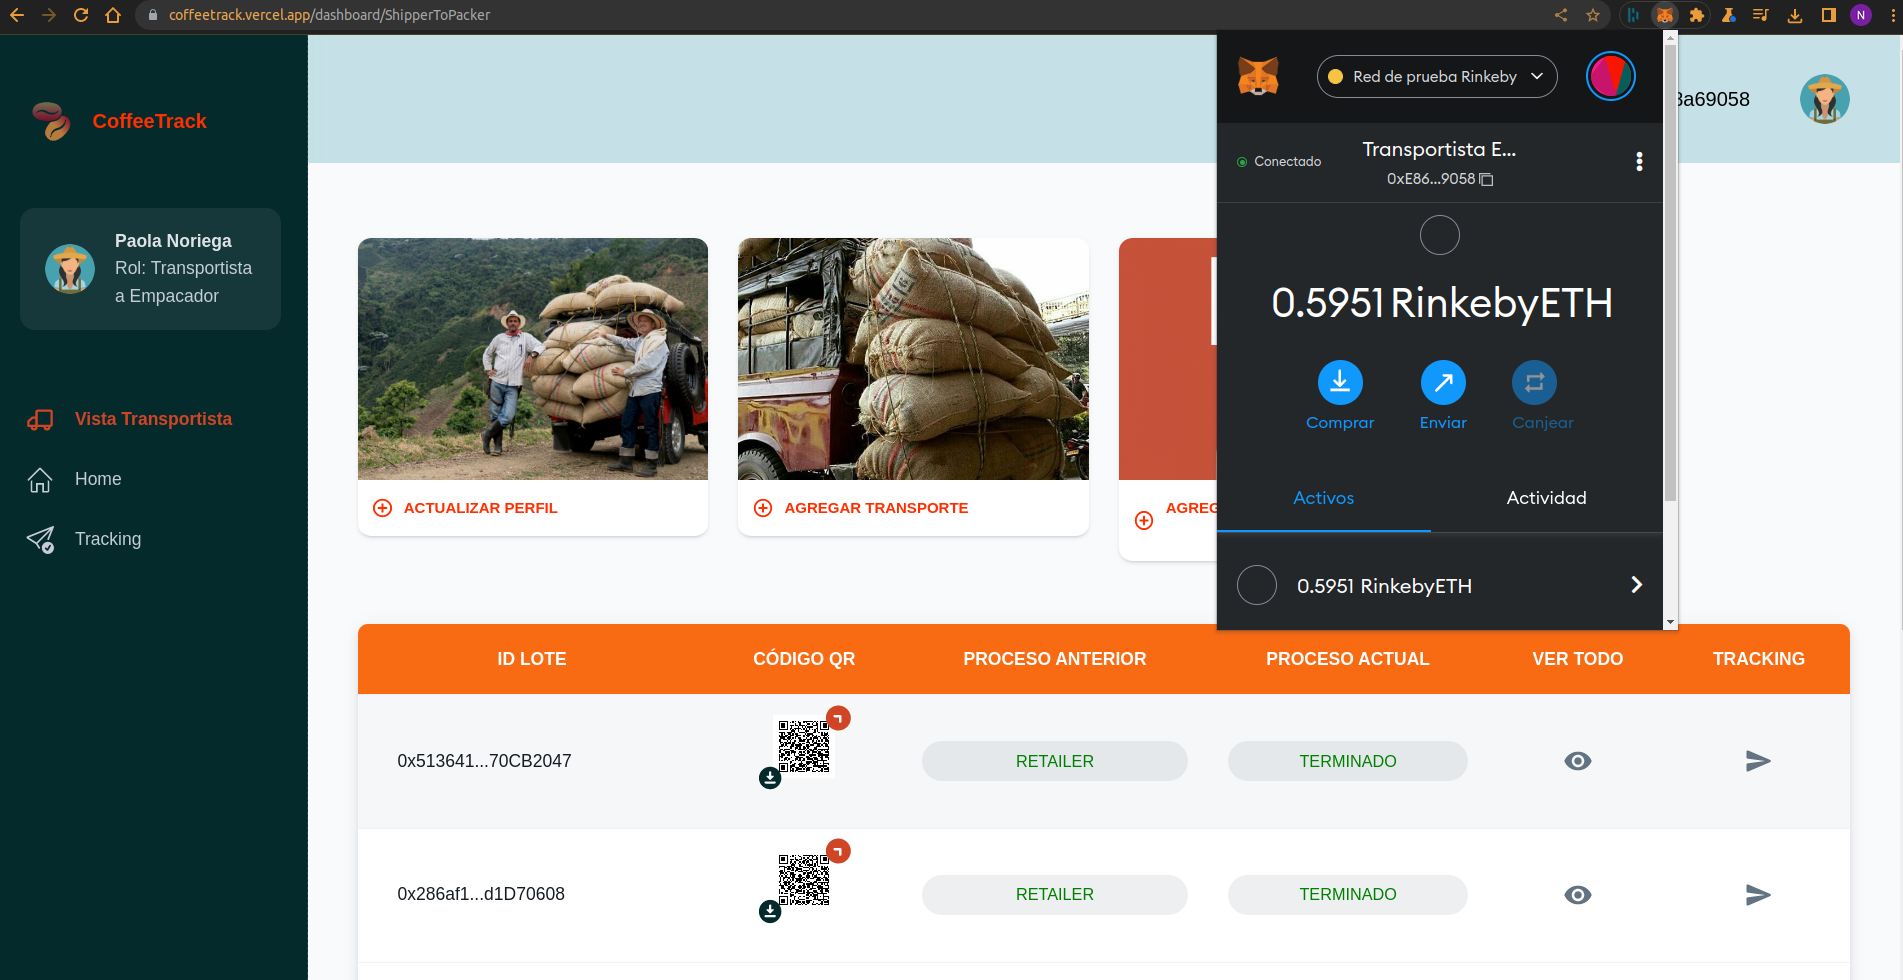 coffeetrack.vercel.app/dashboard/ShipperToPacker
N
CoffeeTrack
Paola Noriega
Rol: Transportista
a Empacador
Vista Transportista
Home
Tracking
3a69058
Red de prueba Rinkeby
Conectado
Transportista E...
0xE86...9058
0.5951 RinkebyETH
Comprar
Enviar
Canjear
Activos
Actividad
0.5951 RinkebyETH
ACTUALIZAR PERFIL
AGREGAR TRANSPORTE
AGREG
ID LOTE CÓDIGO QR PROCESO ANTERIOR PROCESO ACTUAL VER TODO TRACKING
0x513641...70CB2047 RETAILER TERMINADO
0x286af1...d1D70608 RETAILER TERMINADO